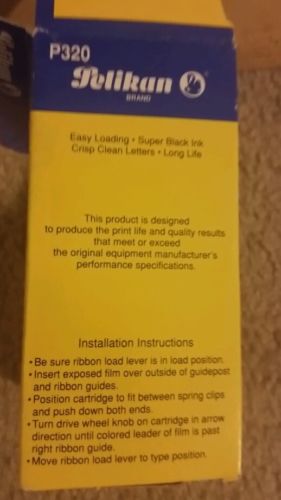 P320
Pelikan
BRAND
Easy Loading • Super Black Ink
Crisp Clean Letters • Long Life
This product is designed
to produce the print life and quality results
that meet or exceed
the original equipment manufacturer's
performance specifications.
Installation Instructions
• Be sure ribbon load lever is in load position.
• Insert exposed film over outside of guidepost
and ribbon guides.
• Position cartridge to fit between spring clips
and push down both ends.
• Turn drive wheel knob on cartridge in arrow
direction until colored leader of film is past
right ribbon guide.
• Move ribbon load lever to type position.